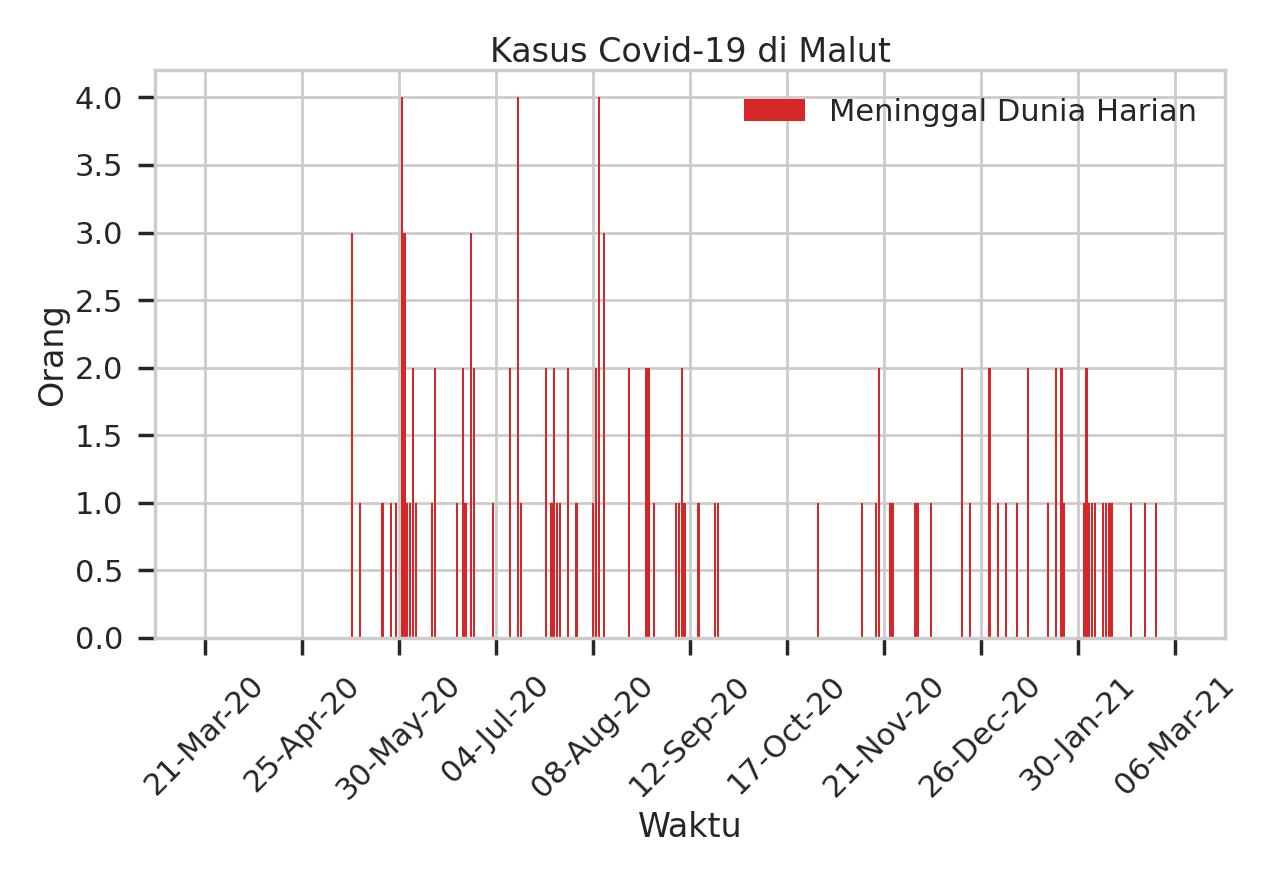 Kasus Covid-19 di Malut
Meninggal Dunia Harian
Orang
4.0
3.5
3.0
2.5
2.0
1.5
1.0
0.5
0.0
21-Mar-20
25-Apr-20
30-May-20
04-Jul-20
08-Aug-20
12-Sep-20
17-Oct-20
21-Nov-20
26-Dec-20
30-Jan-21
06-Mar-21
Waktu